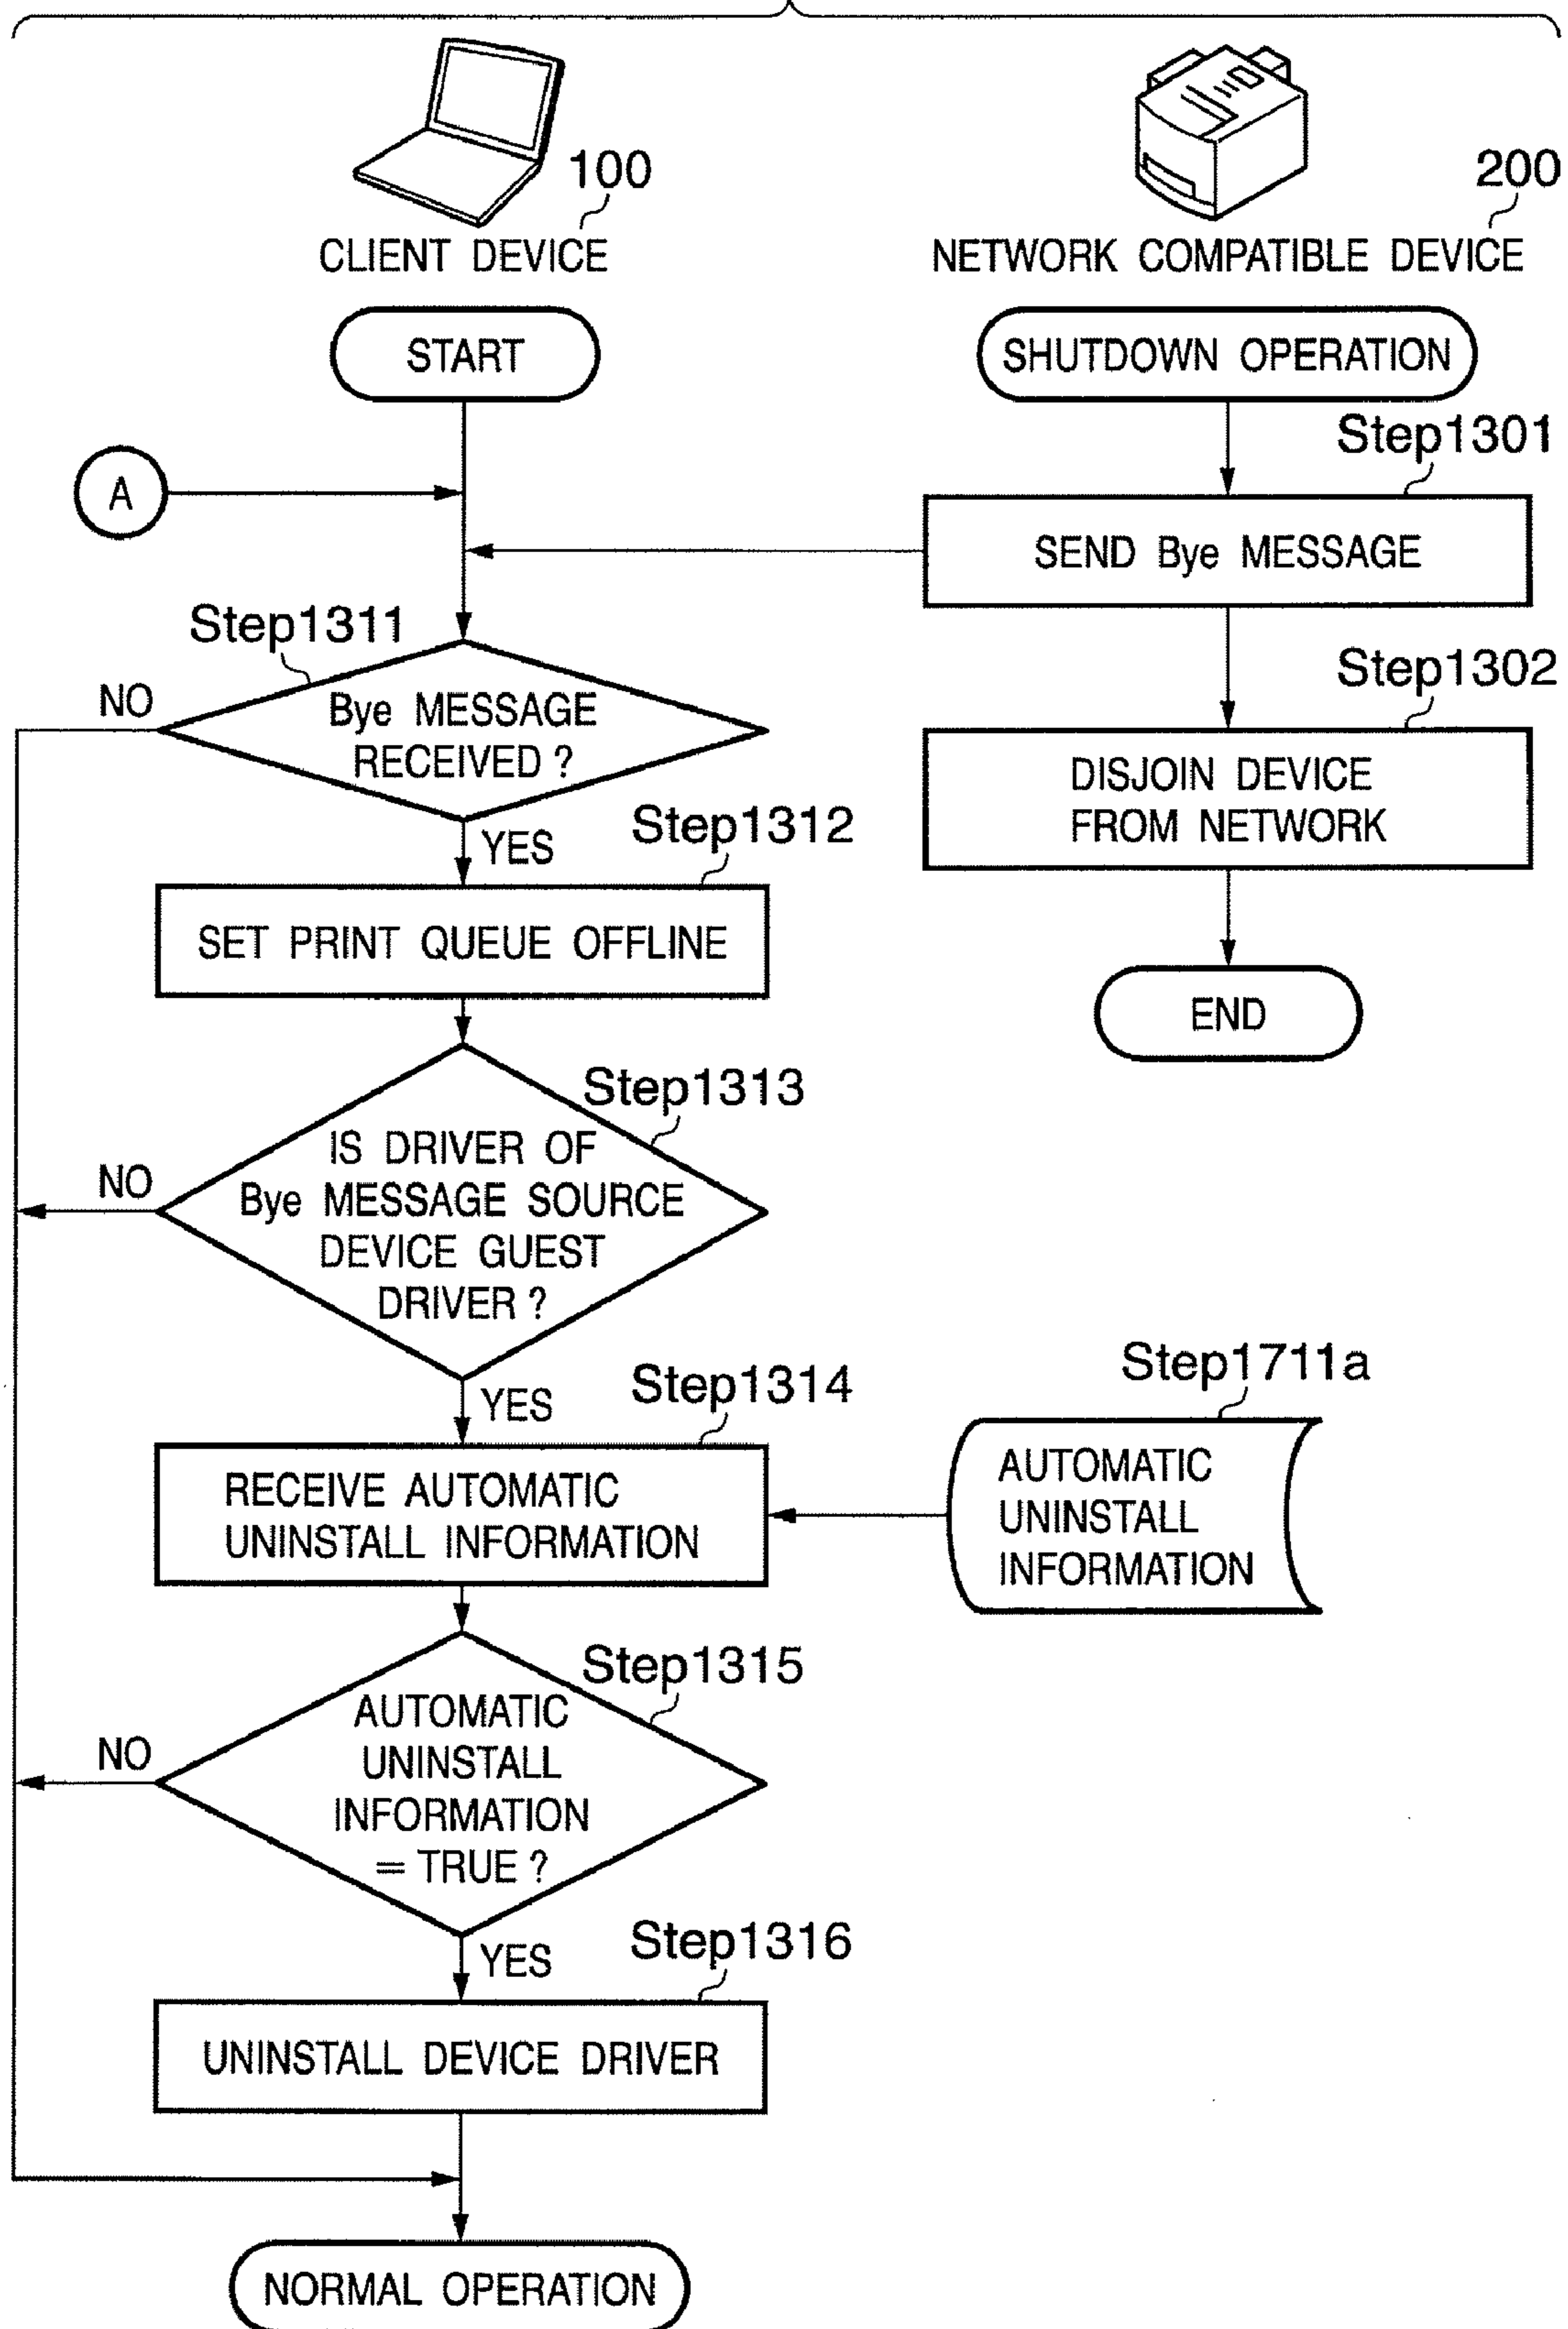 100
200
CLIENT DEVICE
NETWORK COMPATIBLE DEVICE
START
SHUTDOWN OPERATION
Step1301
A
SEND Bye MESSAGE
Step1311
Step1302
NO
Bye MESSAGE
RECEIVED ?
DISJOIN DEVICE
FROM NETWORK
YES
Step1312
SET PRINT QUEUE OFFLINE
END
Step1313
NO
IS DRIVER OF
Bye MESSAGE SOURCE
DEVICE GUEST
DRIVER ?
YES
Step1314
Step1711a
RECEIVE AUTOMATIC
UNINSTALL INFORMATION
AUTOMATIC
UNINSTALL
INFORMATION
Step1315
NO
AUTOMATIC
UNINSTALL
INFORMATION
= TRUE ?
YES
Step1316
UNINSTALL DEVICE DRIVER
NORMAL OPERATION